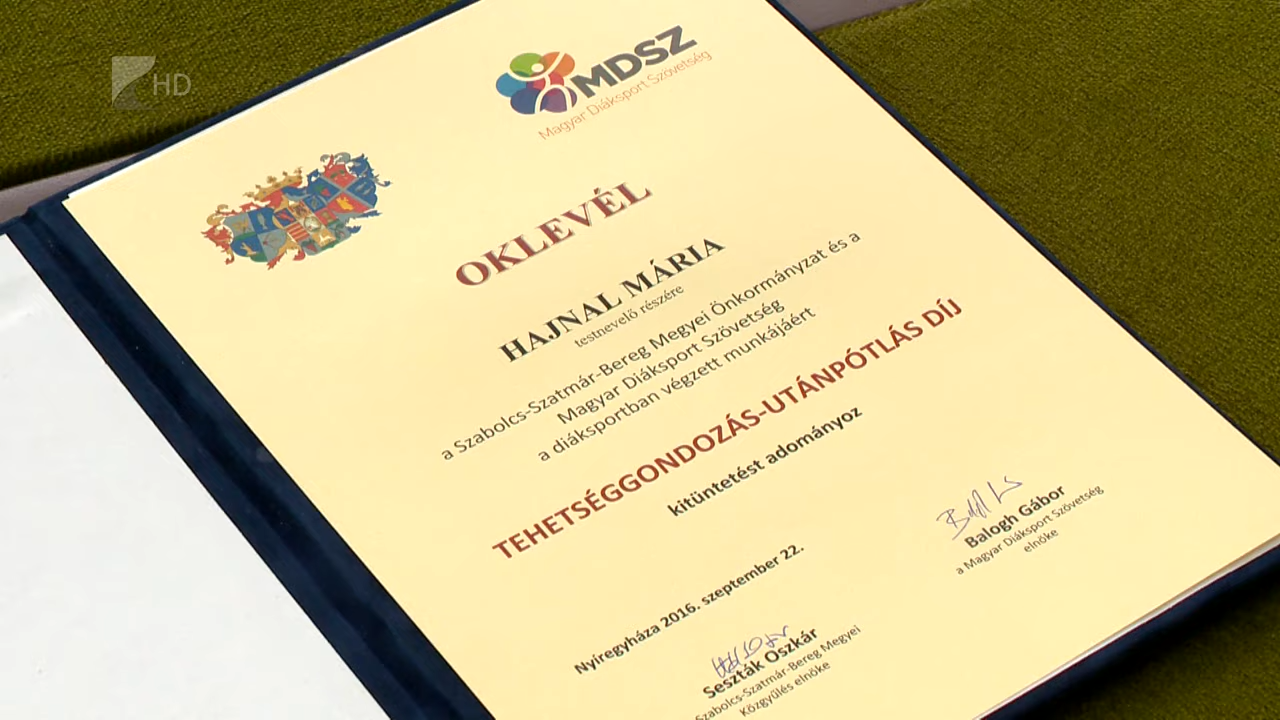 HD
MDSZ
Magyar Diáksport Szövetség
OKLEVÉL
HAJNAL MÁRIA
testnevelő részére
a Szabolcs-Szatmár-Bereg Megyei Önkormányzat és a
Magyar Diáksport Szövetség
a diáksportban végzett munkájáért
TEHETSÉGGONDOZÁS-UTÁNPÓTLÁS DÍJ
kitüntetést adományoz
Nyíregyháza 2016. szeptember 22.
Balogh Gábor
a Magyar Diáksport Szövetség
elnöke
Seszták Oszkár
Szabolcs-Szatmár-Bereg Megyei
Közgyűlés elnöke